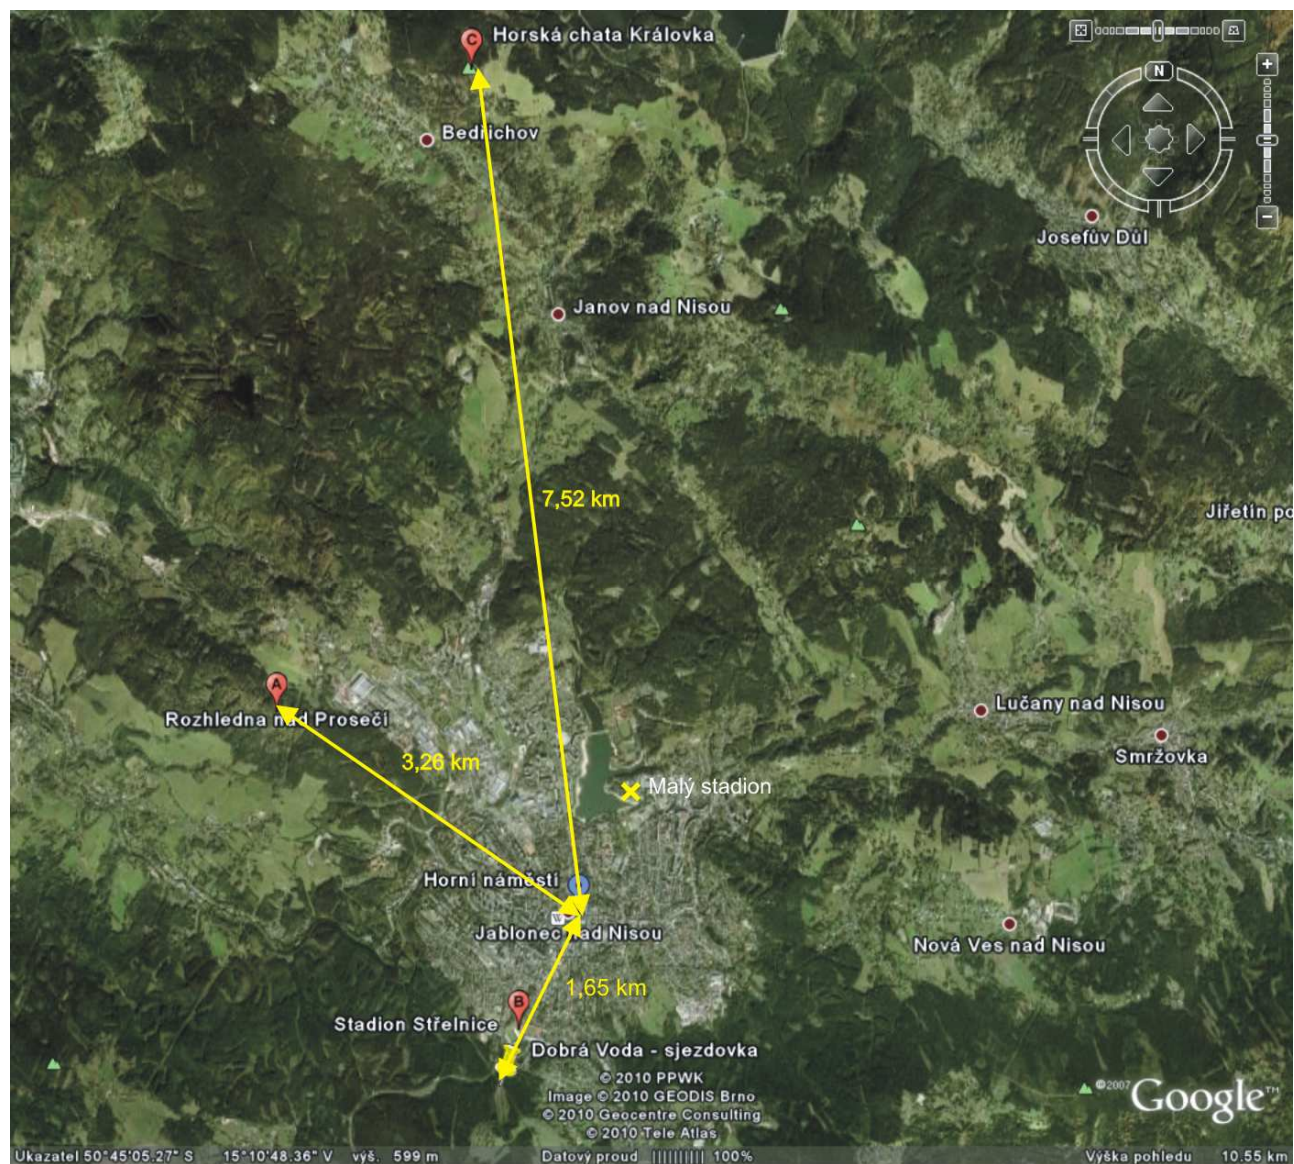 C
Horská chata Královka
N
Bedřichov
Josefův Důl
Janov nad Nisou
7,52 km
Jiřetín po
A
Rozhledna nad Prosečí
3,26 km
Lučany nad Nisou
Smržovka
Malý stadion
Horní náměstí
W
Jablonec nad Nisou
Nová Ves nad Nisou
1,65 km
B
Stadion Střelnice
Dobrá Voda - sjezdovka
© 2010 PPWK
Image © 2010 GEODIS Brno
© 2010 Geocentre Consulting
© 2010 Tele Atlas
©2007 Google™
Ukazatel 50°45'05.27" S 15°10'48.36" V výš. 599 m Datový proud |||||||||| 100% Výška pohledu 10.55 km